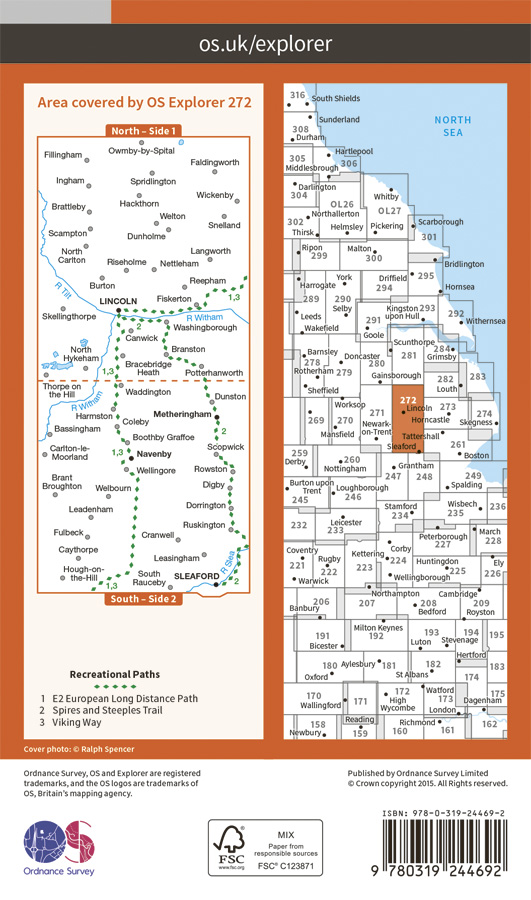 os.uk/explorer
Area covered by OS Explorer 272
North – Side 1
Fillingham
Owmby-by-Spital
Faldingworth
Ingham
Spridlington
Brattleby
Hackthorn
Wickenby
Welton
Snelland
Scampton
Dunholme
North
Carlton
Langworth
Riseholme
Nettleham
Burton
Reepham
R Till
Fiskerton
1,3
LINCOLN
R Witham
Skellingthorpe
2
Washingborough
Canwick
North
Hykeham
Branston
Bracebridge
Heath
1,3
Potterhanworth
Thorpe on
the Hill
Waddington
R Witham
Dunston
Harmston
Metheringham
Coleby
Bassingham
Boothby Graffoe
2
Carlton-le-
Moorland
1,3
Navenby
Scopwick
Wellingore
Rowston
Brant
Broughton
Welbourn
Digby
Leadenham
Dorrington
Fulbeck
Ruskington
Cranwell
Caythorpe
Leasingham
R Slea
Hough-on-
the-Hill
South
Rauceby
SLEAFORD
1,3
2
South – Side 2
Recreational Paths
1 E2 European Long Distance Path
2 Spires and Steeples Trail
3 Viking Way
Cover photo: © Ralph Spencer
NORTH
SEA
316
South Shields
Sunderland
308
Durham
Hartlepool
305
306
Middlesbrough
Darlington
304
Whitby
OL26
OL27
302
Northallerton
Scarborough
Helmsley
Pickering
Thirsk
301
Ripon
299
Malton
300
Bridlington
Harrogate
York
Driffield
294
295
Hornsea
289
290
Selby
Kingston
upon Hull
293
292
Leeds
291
Withernsea
Wakefield
Goole
Scunthorpe
Barnsley
278
Doncaster
280
281
284
Grimsby
Rotherham
279
Gainsborough
282
283
Sheffield
Louth
Worksop
272
Lincoln
273
269
270
271
Horncastle
274
Mansfield
Newark-
on-Trent
Skegness
Tattershall
Sleaford
261
259
Derby
260
Nottingham
247
Grantham
248
Boston
249
Spalding
Burton upon
Trent
245
Loughborough
246
Stamford
234
Wisbech
235
236
232
233
Leicester
Peterborough
227
March
228
Coventry
221
Rugby
222
Kettering
223
Corby
224
Huntingdon
225
Ely
226
Warwick
Wellingborough
206
Banbury
207
Northampton
208
Bedford
Cambridge
209
Royston
191
Bicester
Milton Keynes
192
193
Luton
194
Stevenage
195
Hertford
180
Oxford
Aylesbury
181
182
St Albans
174
183
170
Wallingford
171
172
High
Wycombe
Watford
173
London
Dagenham
175
158
Newbury
Reading
159
160
Richmond
161
162
Ordnance Survey, OS and Explorer are registered
trademarks, and the OS logos are trademarks of
OS, Britain's mapping agency.
Published by Ordnance Survey Limited
© Crown copyright 2015. All Rights reserved.
OS
Ordnance Survey
FSC
www.fsc.org
MIX
Paper from
responsible sources
FSC® C123871
ISBN: 978-0-319-24469-2
9 780319 244692